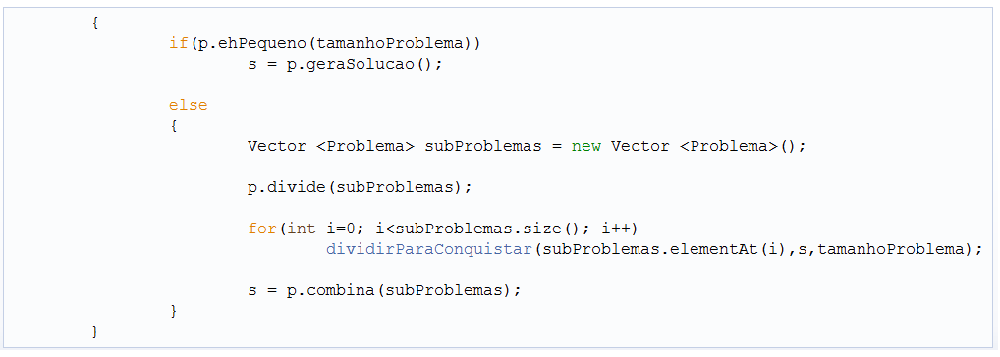 {
if(p.ehPequeno(tamanhoProblema))
s = p.geraSolucao();
else
{
Vector <Problema> subProblemas = new Vector <Problema>();
p.divide(subProblemas);
for(int i=0; i<subProblemas.size(); i++)
dividirParaConquistar(subProblemas.elementAt(i),s,tamanhoProblema);
s = p.combina(subProblemas);
}
}